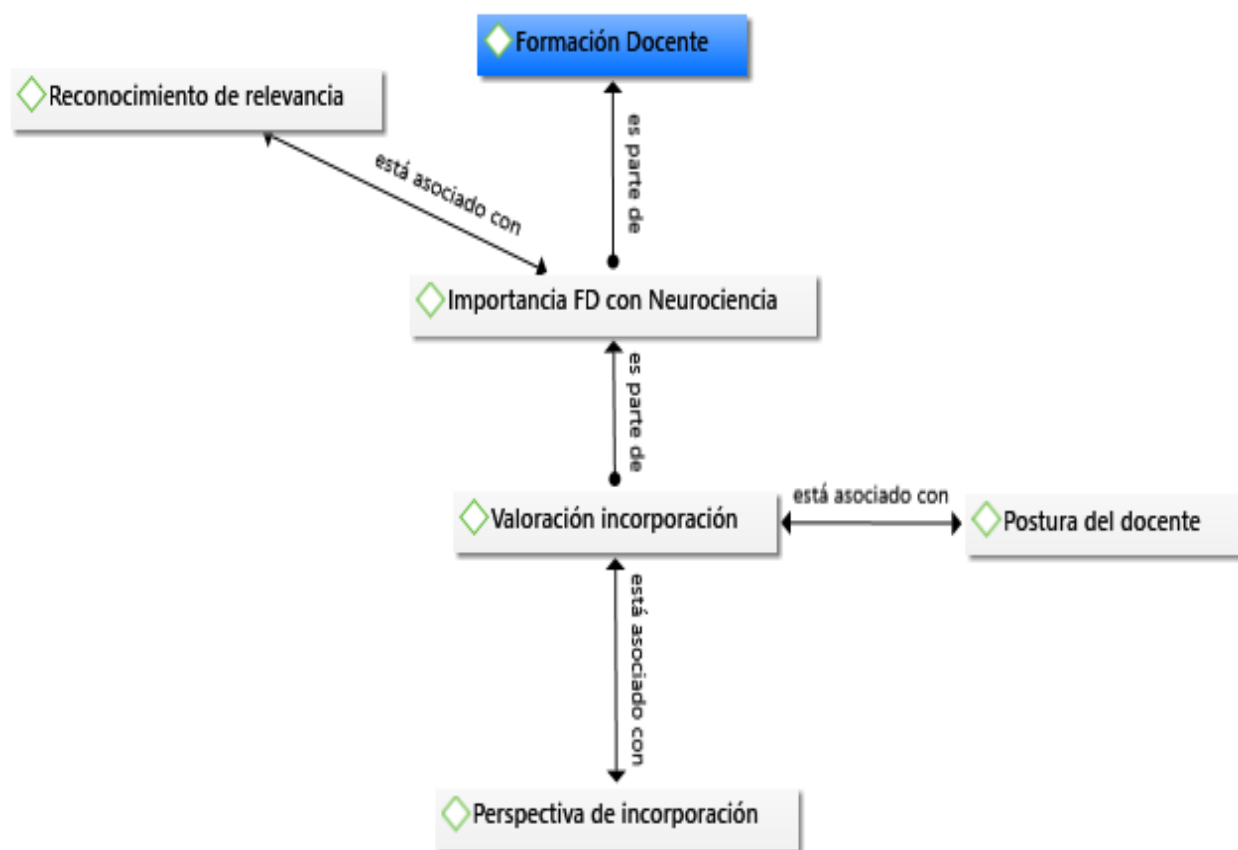 Formación Docente
Reconocimiento de relevancia
es parte de
está asociado con
Importancia FD con Neurociencia
es parte de
Valoración incorporación
está asociado con
Postura del docente
está asociado con
Perspectiva de incorporación